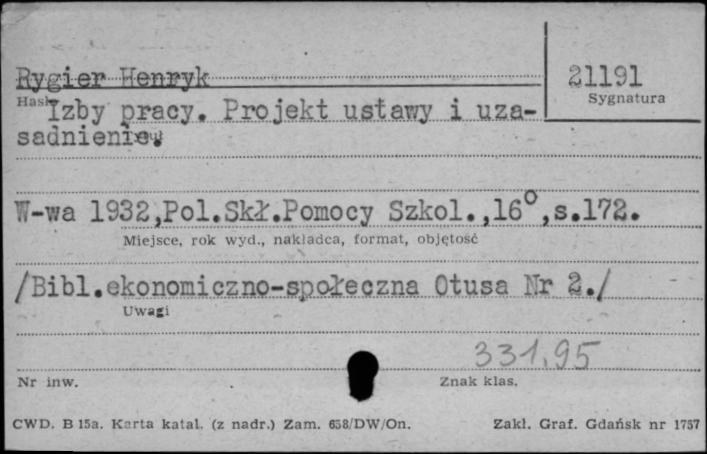 Rygier Henryk
21191
Hasło
Sygnatura
Izby pracy. Projekt ustawy i uza-
sadnienie.
W-wa 1932,Pol.Skł.Pomocy Szkol.,16°,s.172.
Miejsce, rok wyd., nakładca, format, objętość
/Bibl.ekonomiczno-społeczna Otusa Nr 2./
Uwagi
331.95
Nr inw.
Znak klas.
CWD. B 15a. Karta katal. (z nadr.) Zam. 658/DW/On.
Zakł. Graf. Gdańsk nr 1757